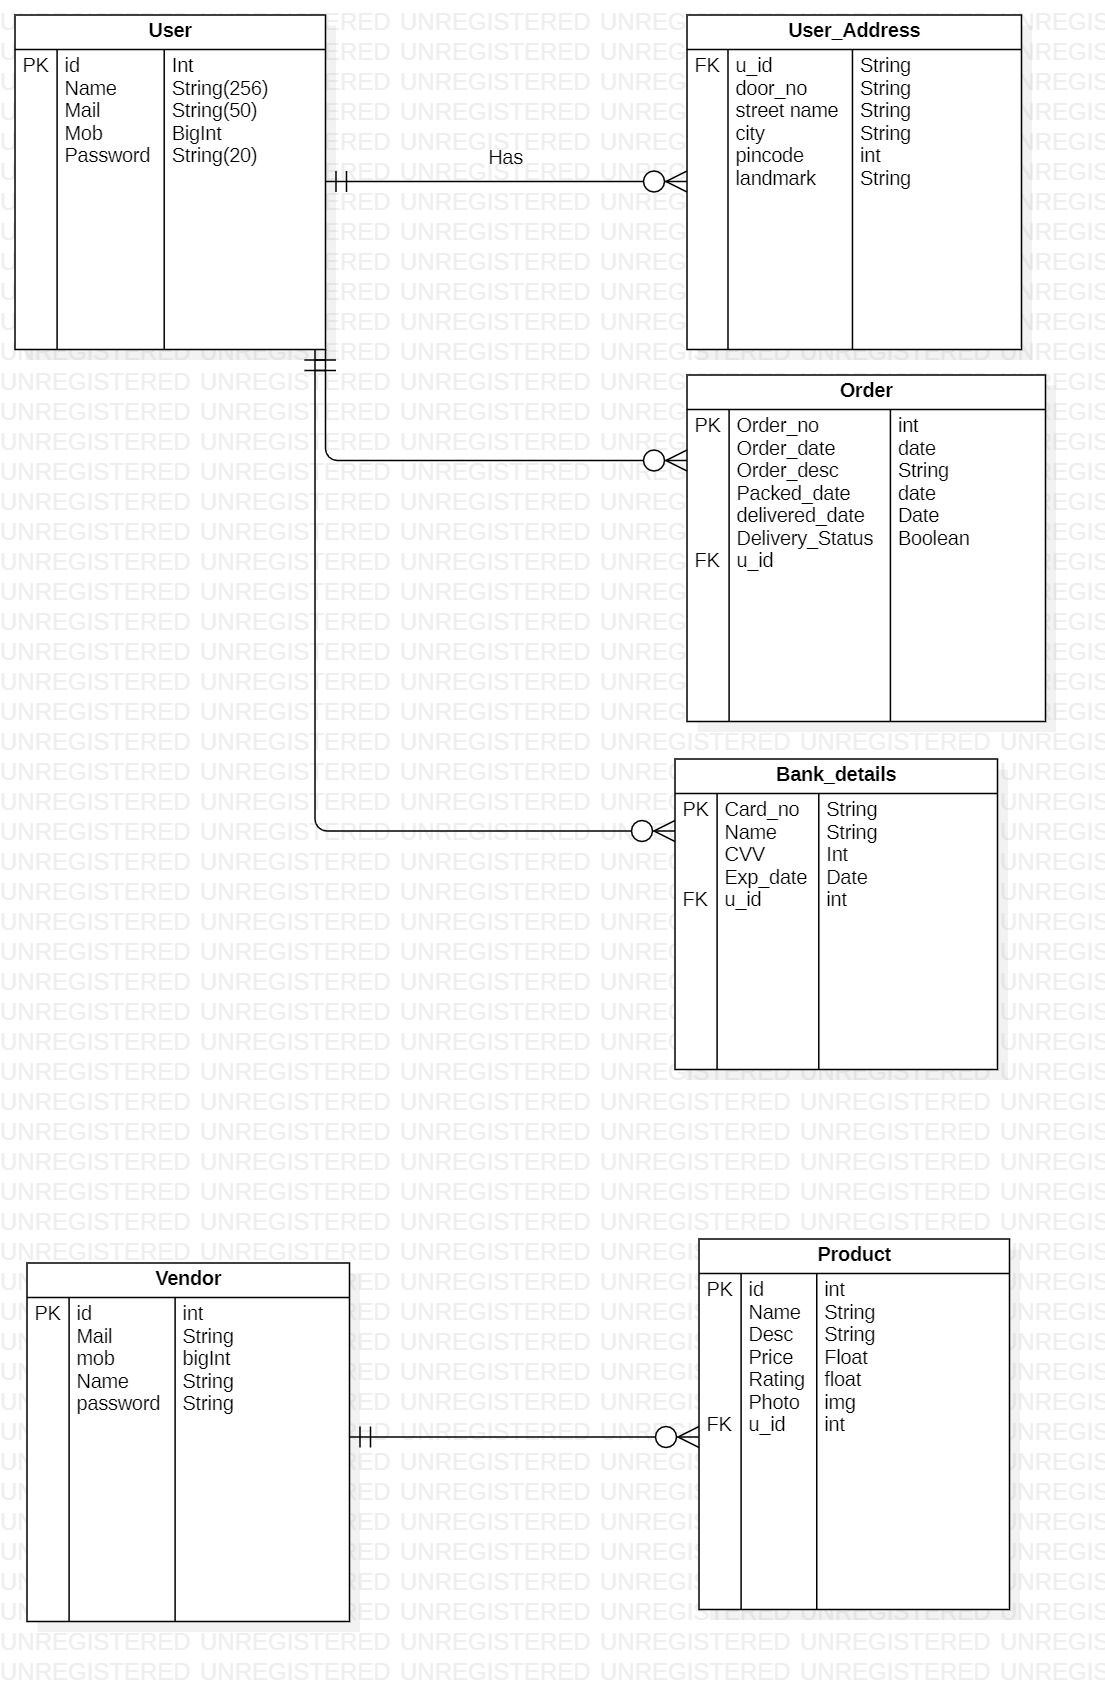 User
PK id Int
Name String(256)
Mail String(50)
Mob BigInt
Password String(20)
Has
User_Address
FK u_id String
door_no String
street name String
city String
pincode int
landmark String
Order
PK Order_no int
Order_date date
Order_desc String
Packed_date date
delivered_date Date
Delivery_Status Boolean
FK u_id
Bank_details
PK Card_no String
Name String
CVV Int
Exp_date Date
FK u_id int
Vendor
PK id int
Mail String
mob bigInt
Name String
password String
Product
PK id int
Name String
Desc String
Price Float
Rating float
Photo img
FK u_id int
UNREGISTERED